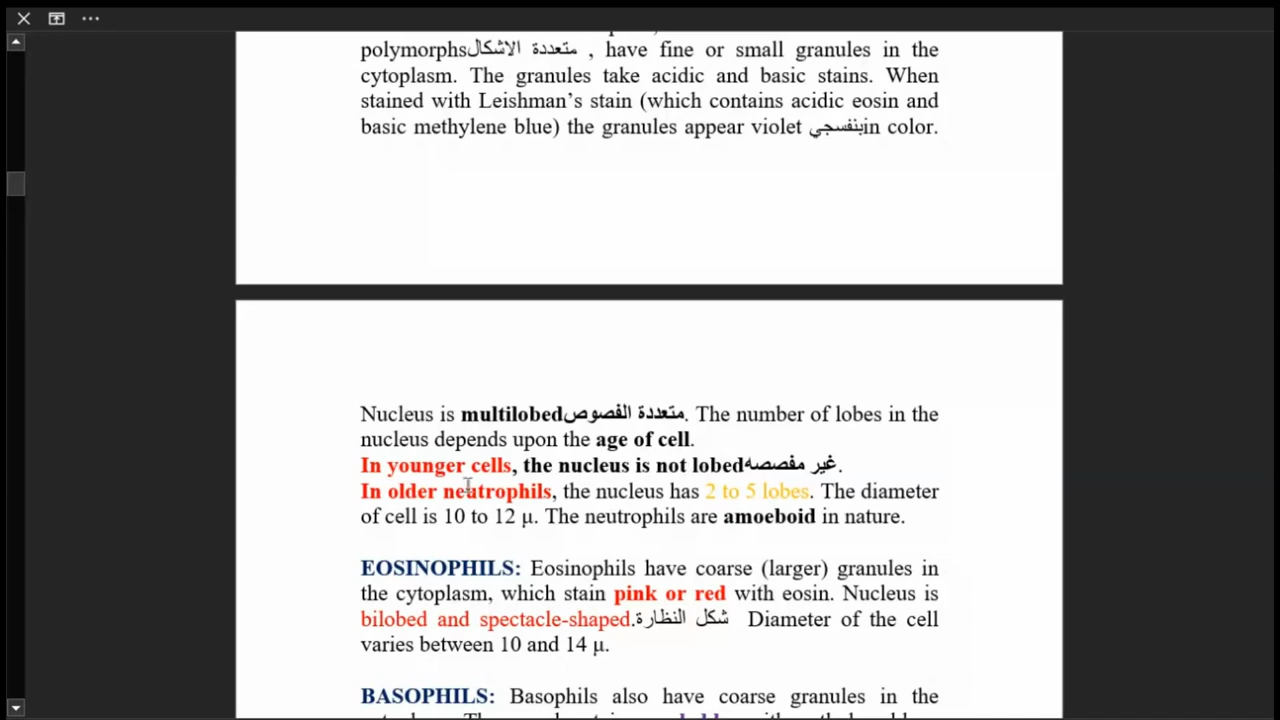 polymorphsمتعددة الاشكال , have fine or small granules in the
cytoplasm. The granules take acidic and basic stains. When
stained with Leishman’s stain (which contains acidic eosin and
basic methylene blue) the granules appear violet بنفسجيin color.
Nucleus is multilobedمتعددة الفصوص. The number of lobes in the
nucleus depends upon the age of cell.
In younger cells, the nucleus is not lobedغير مفصصه.
In older neutrophils, the nucleus has 2 to 5 lobes. The diameter
of cell is 10 to 12 µ. The neutrophils are amoeboid in nature.
EOSINOPHILS: Eosinophils have coarse (larger) granules in
the cytoplasm, which stain pink or red with eosin. Nucleus is
bilobed and spectacle-shaped.شكل النظارة Diameter of the cell
varies between 10 and 14 µ.
BASOPHILS: Basophils also have coarse granules in the